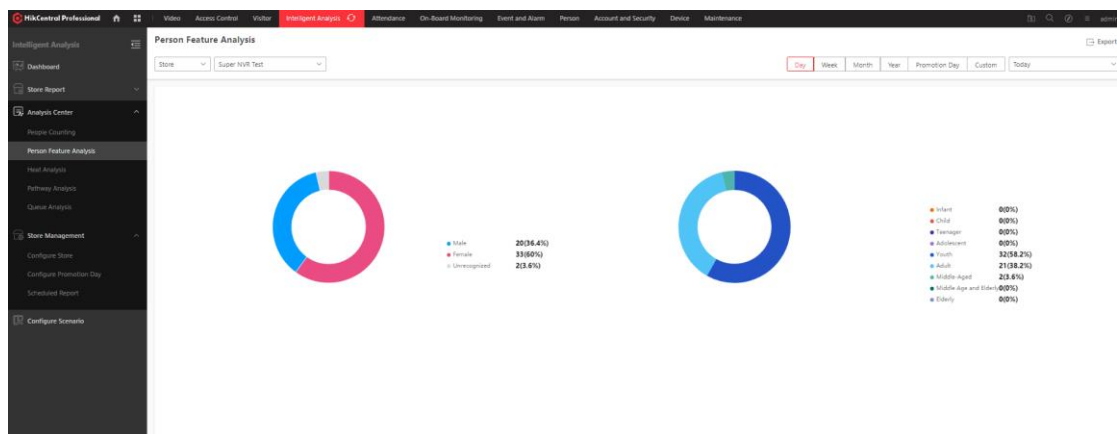 HikCentral Professional Video Access Control Visitor Intelligent Analysis Attendance On-Board Monitoring Event and Alarm Person Account and Security Device Maintenance admin
Intelligent Analysis
Dashboard
Store Report
Analysis Center
People Counting
Person Feature Analysis
Heat Analysis
Pathway Analysis
Queue Analysis
Store Management
Configure Store
Configure Promotion Day
Scheduled Report
Configure Scenario
Person Feature Analysis
Export
Store Super NVR Test Day Week Month Year Promotion Day Custom Today
Male 20(36.4%)
Female 33(60%)
Unrecognized 2(3.6%)
Infant 0(0%)
Child 0(0%)
Teenager 0(0%)
Adolescent 0(0%)
Youth 32(58.2%)
Adult 21(38.2%)
Middle-Aged 2(3.6%)
Middle Age and Elderly 0(0%)
Elderly 0(0%)